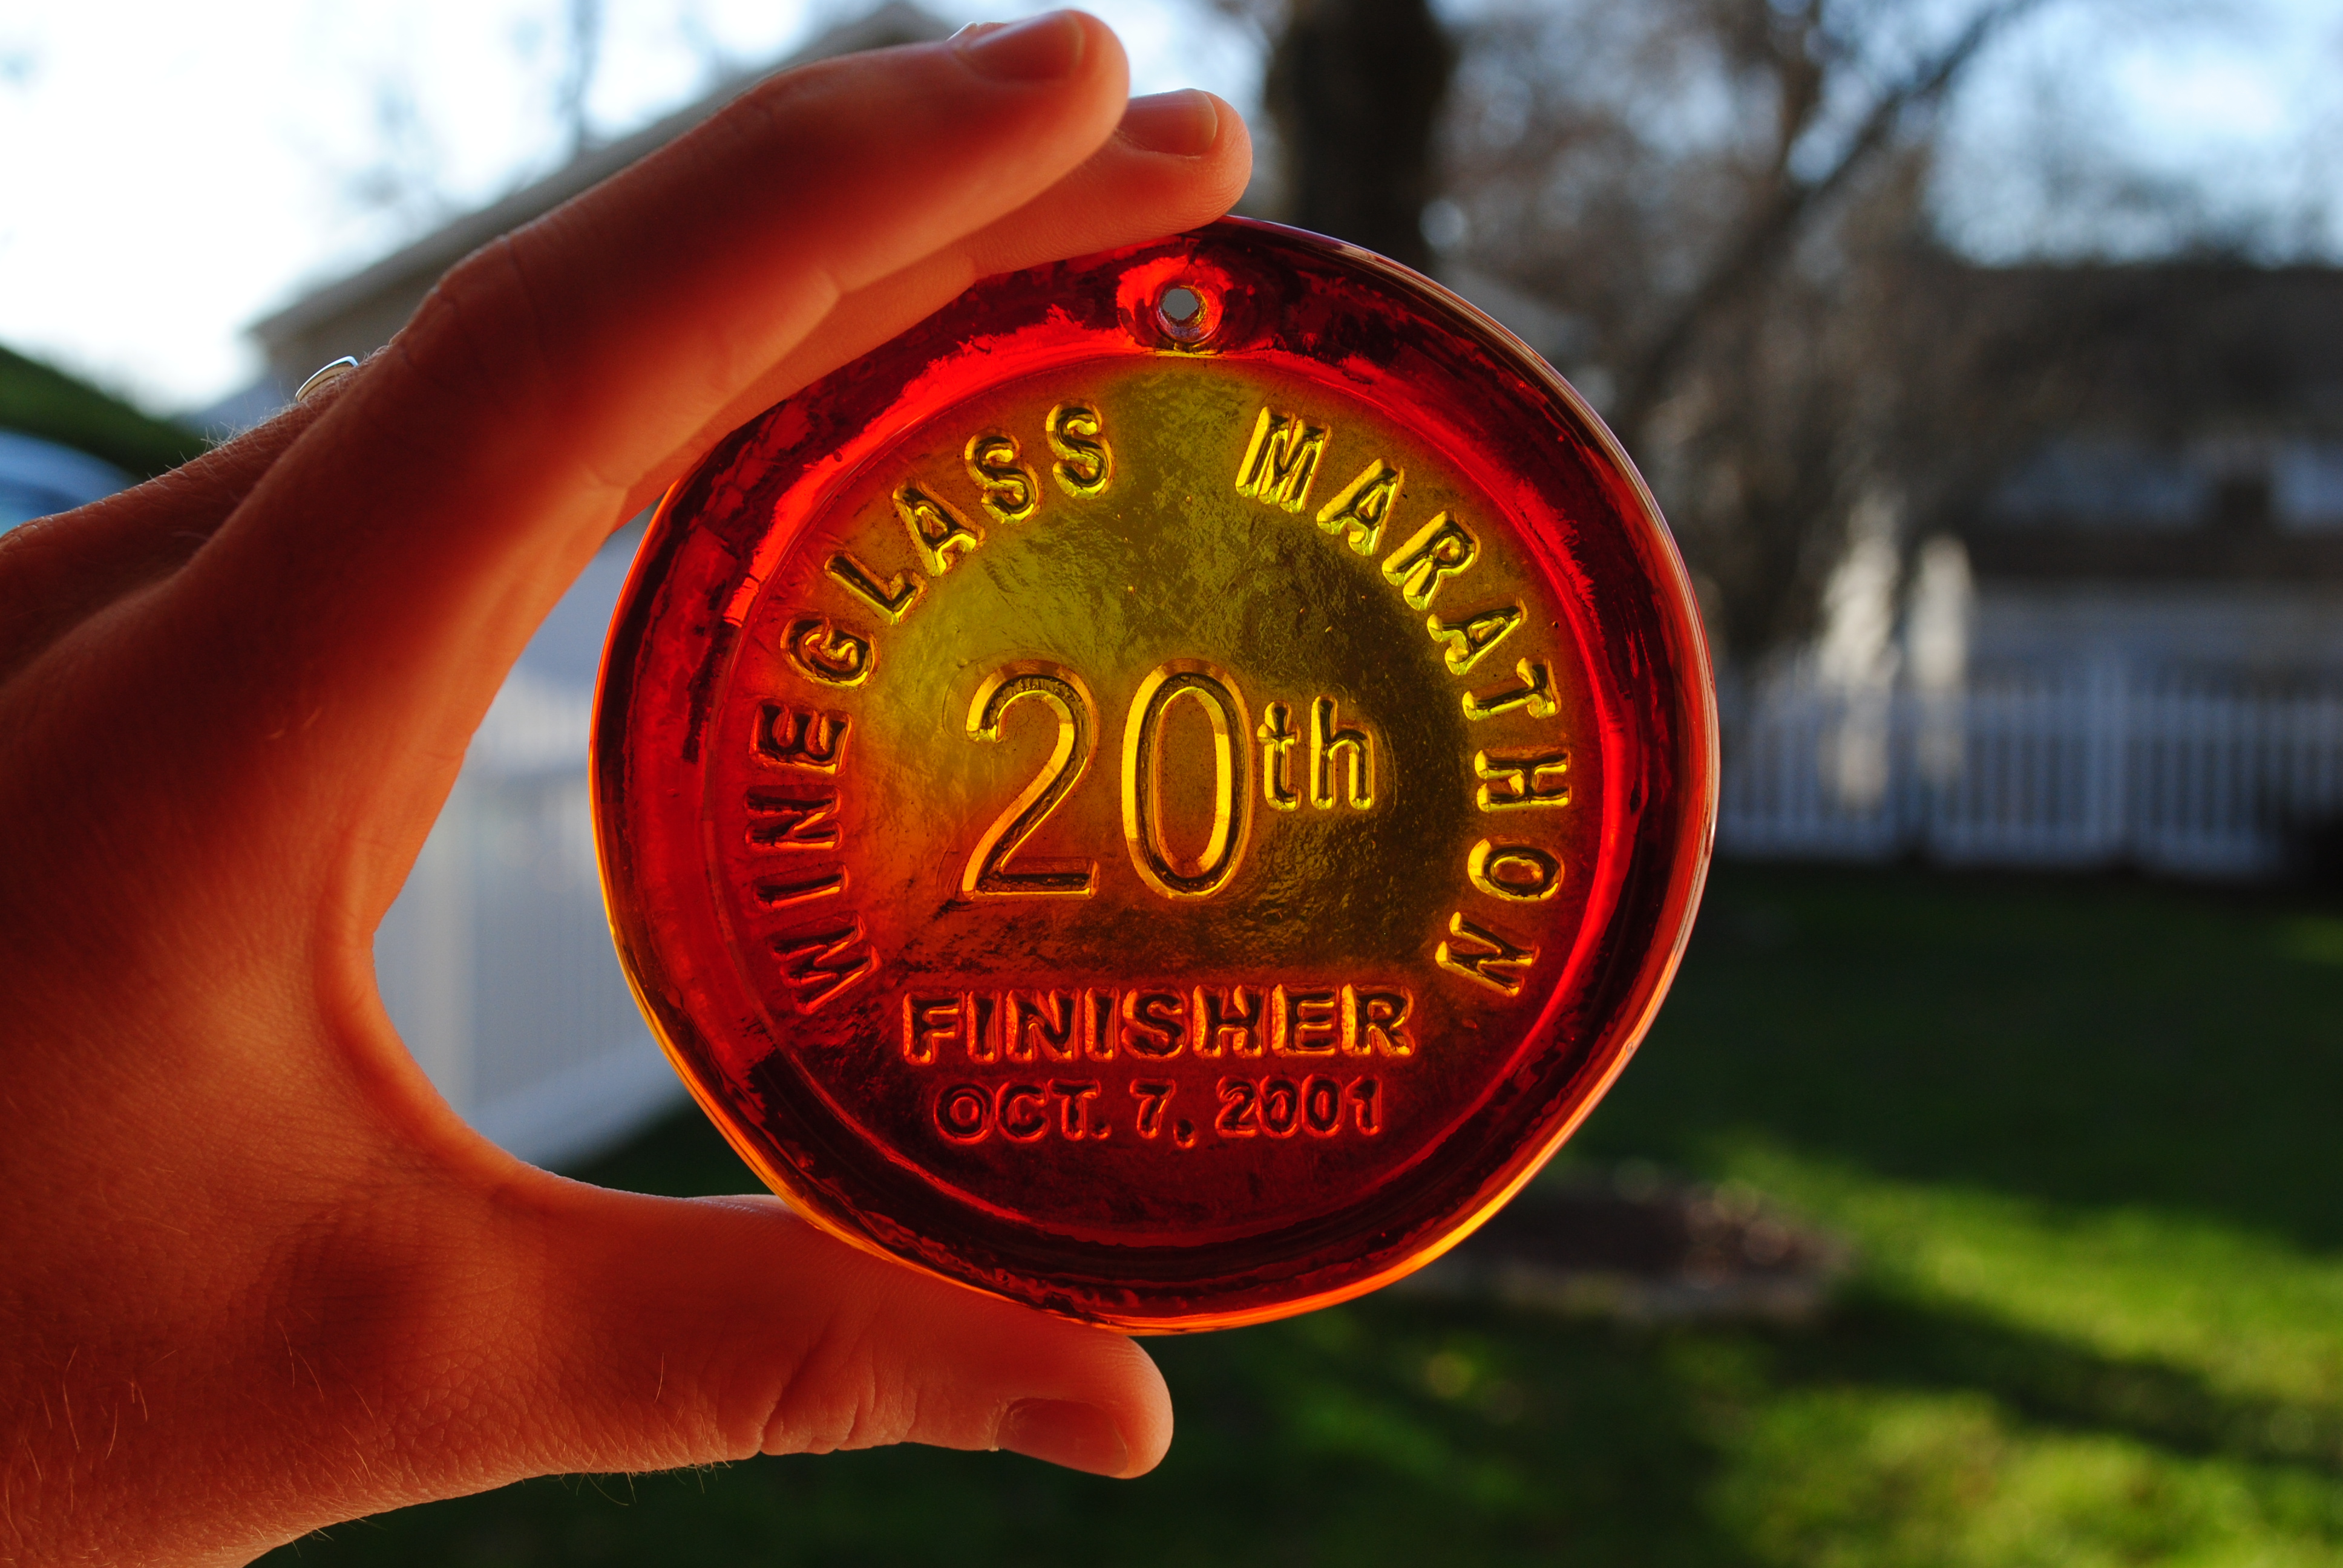 WINEGLASS MARATHON
20th
FINISHER
OCT. 7, 2001